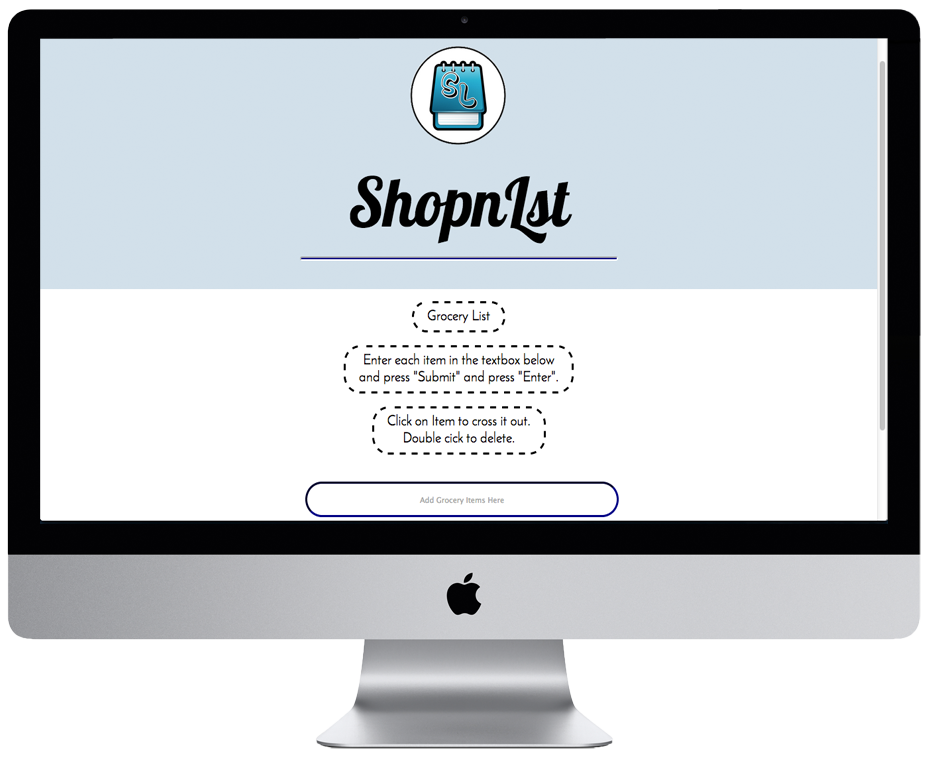 SL
ShopnLst
Grocery List
Enter each item in the textbox below
and press "Submit" and press "Enter".
Click on Item to cross it out.
Double cick to delete.
Add Grocery Items Here